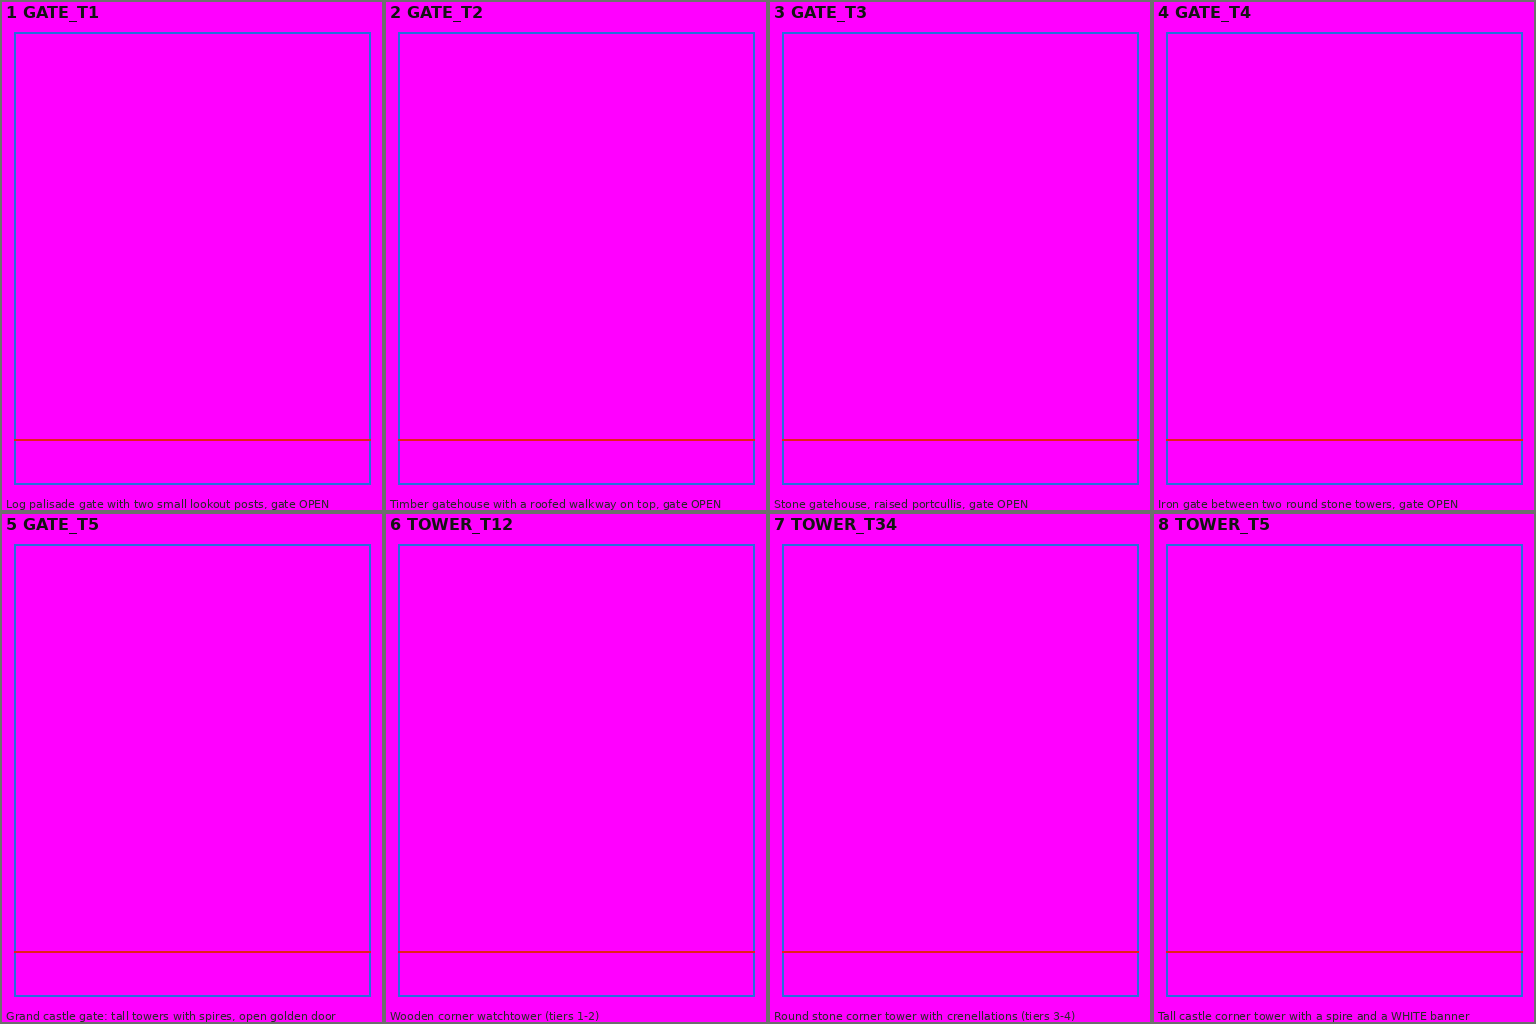 1 GATE_T1
2 GATE_T2
3 GATE_T3
4 GATE_T4
Log palisade gate with two small lookout posts, gate OPEN
Timber gatehouse with a roofed walkway on top, gate OPEN
Stone gatehouse, raised portcullis, gate OPEN
Iron gate between two round stone towers, gate OPEN
5 GATE_T5
6 TOWER_T12
7 TOWER_T34
8 TOWER_T5
Grand castle gate: tall towers with spires, open golden door
Wooden corner watchtower (tiers 1-2)
Round stone corner tower with crenellations (tiers 3-4)
Tall castle corner tower with a spire and a WHITE banner